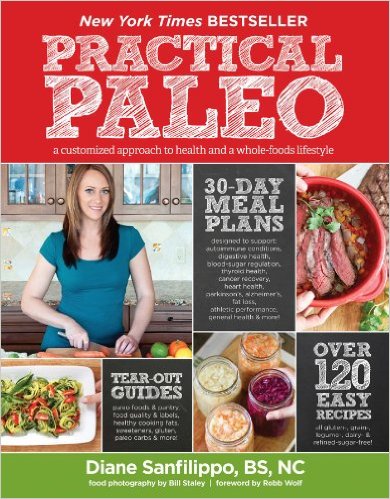 New York Times BESTSELLER
PRACTICAL
PALEO
a customized approach to health and a whole-foods lifestyle
30-DAY
MEAL
PLANS
designed to support:
autoimmune conditions,
digestive health,
blood-sugar regulation,
thyroid health,
cancer recovery,
heart health,
parkinson's, alzheimer's,
fat loss,
athletic performance,
general health & more!
TEAR-OUT
GUIDES
paleo foods & pantry,
food quality & labels,
healthy cooking fats,
sweeteners, gluten,
paleo carbs & more!
OVER
120
EASY
RECIPES
all gluten-, grain-,
legume-, dairy- &
refined-sugar-free!
Diane Sanfilippo, BS, NC
food photography by Bill Staley | foreword by Robb Wolf